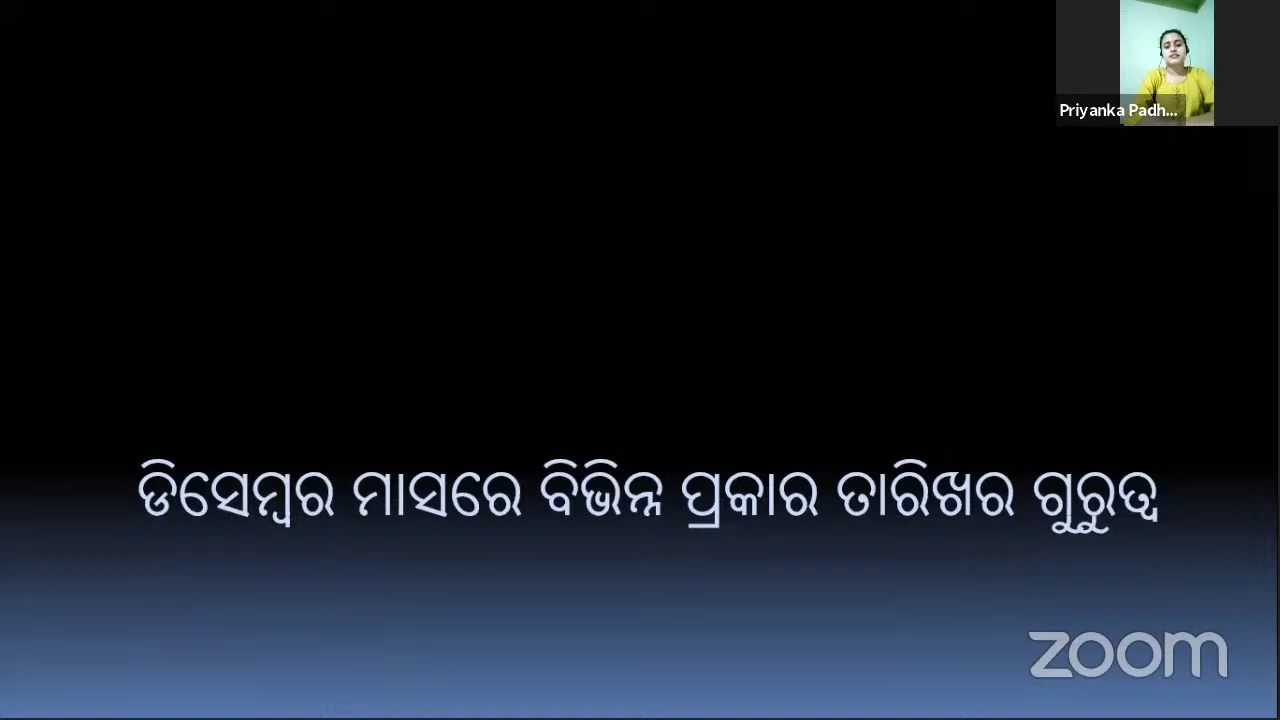 Priyanka Padh...
ଡିସେମ୍ବର ମାସରେ ବିଭିନ୍ନ ପ୍ରକାର ତାରିଖର ଗୁରୁତ୍ୱ
zoom